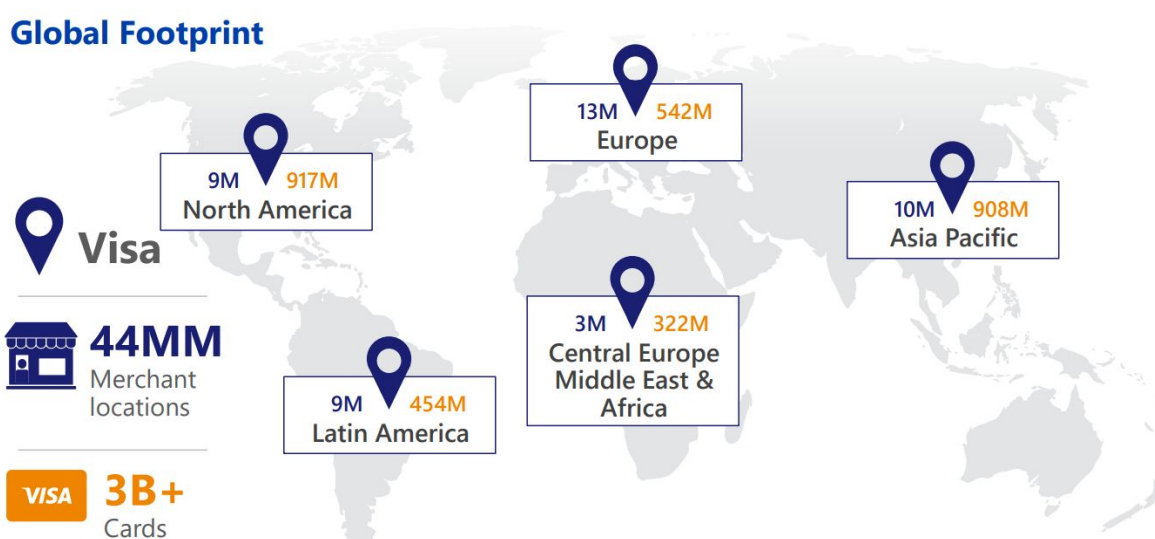 Global Footprint
13M 542M
Europe
9M 917M
North America
10M 908M
Asia Pacific
Visa
3M 322M
Central Europe
Middle East &
Africa
44MM
Merchant
locations
9M 454M
Latin America
VISA
3B+
Cards